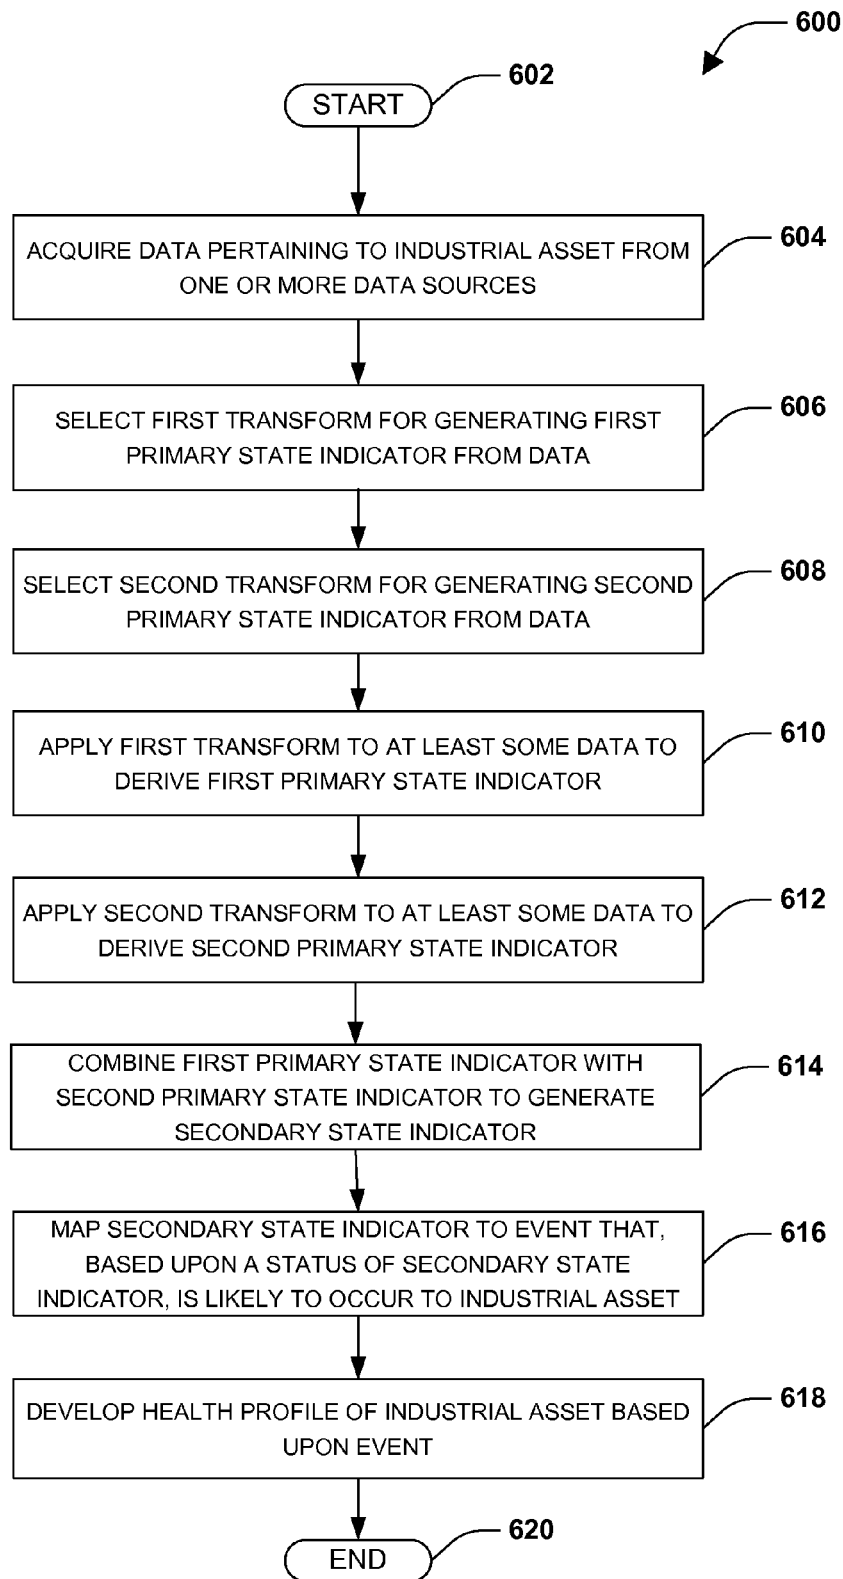 600
START
602
ACQUIRE DATA PERTAINING TO INDUSTRIAL ASSET FROM
ONE OR MORE DATA SOURCES
604
SELECT FIRST TRANSFORM FOR GENERATING FIRST
PRIMARY STATE INDICATOR FROM DATA
606
SELECT SECOND TRANSFORM FOR GENERATING SECOND
PRIMARY STATE INDICATOR FROM DATA
608
APPLY FIRST TRANSFORM TO AT LEAST SOME DATA TO
DERIVE FIRST PRIMARY STATE INDICATOR
610
APPLY SECOND TRANSFORM TO AT LEAST SOME DATA TO
DERIVE SECOND PRIMARY STATE INDICATOR
612
COMBINE FIRST PRIMARY STATE INDICATOR WITH
SECOND PRIMARY STATE INDICATOR TO GENERATE
SECONDARY STATE INDICATOR
614
MAP SECONDARY STATE INDICATOR TO EVENT THAT,
BASED UPON A STATUS OF SECONDARY STATE
INDICATOR, IS LIKELY TO OCCUR TO INDUSTRIAL ASSET
616
DEVELOP HEALTH PROFILE OF INDUSTRIAL ASSET BASED
UPON EVENT
618
END
620